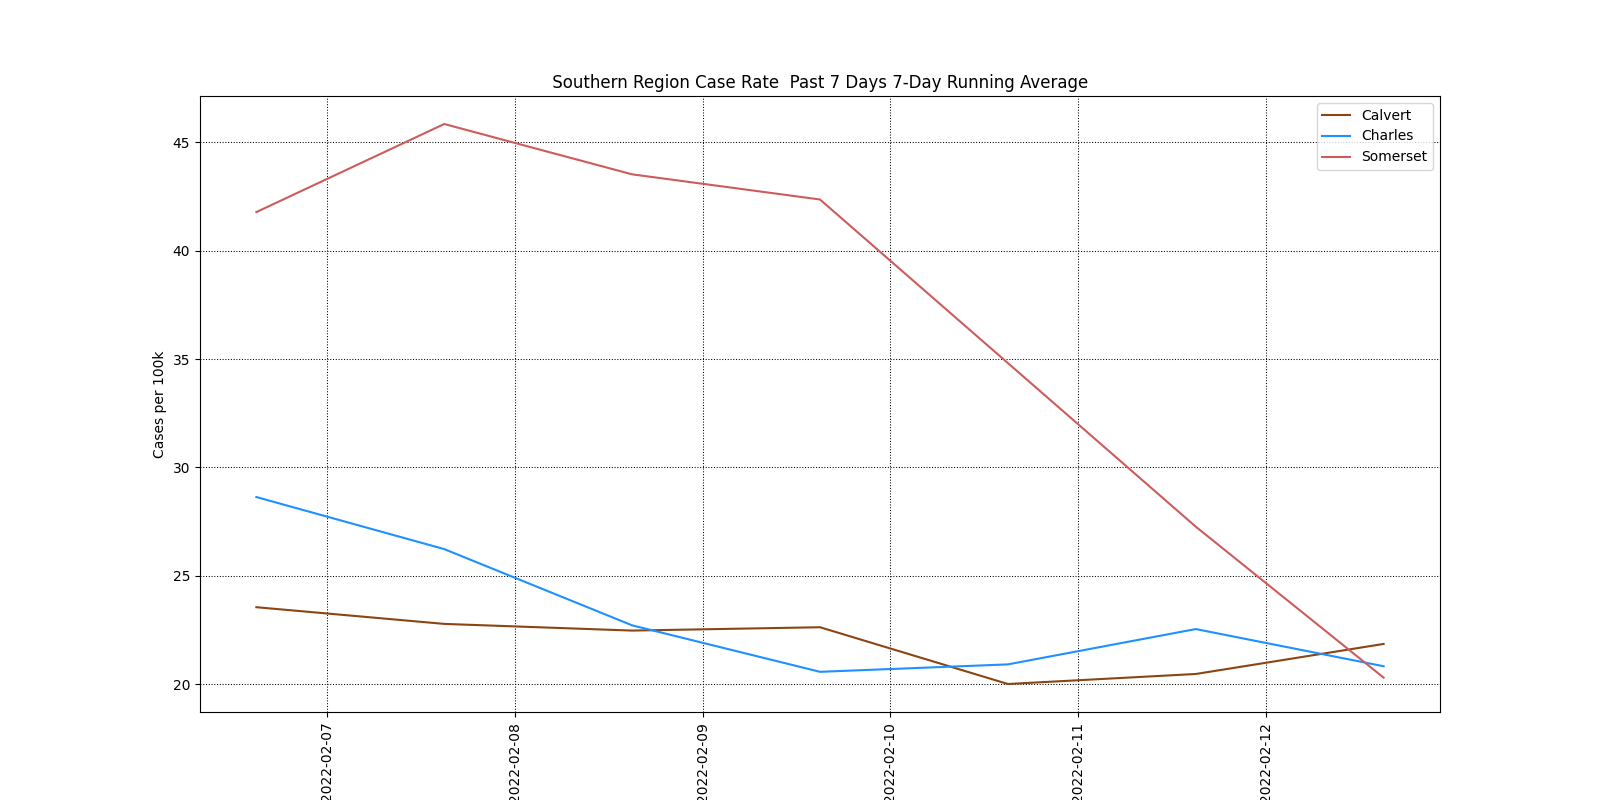 Southern Region Case Rate  Past 7 Days 7-Day Running Average
Calvert
Charles
Somerset
Cases per 100k
45
40
35
30
25
20
2022-02-07
2022-02-08
2022-02-09
2022-02-10
2022-02-11
2022-02-12